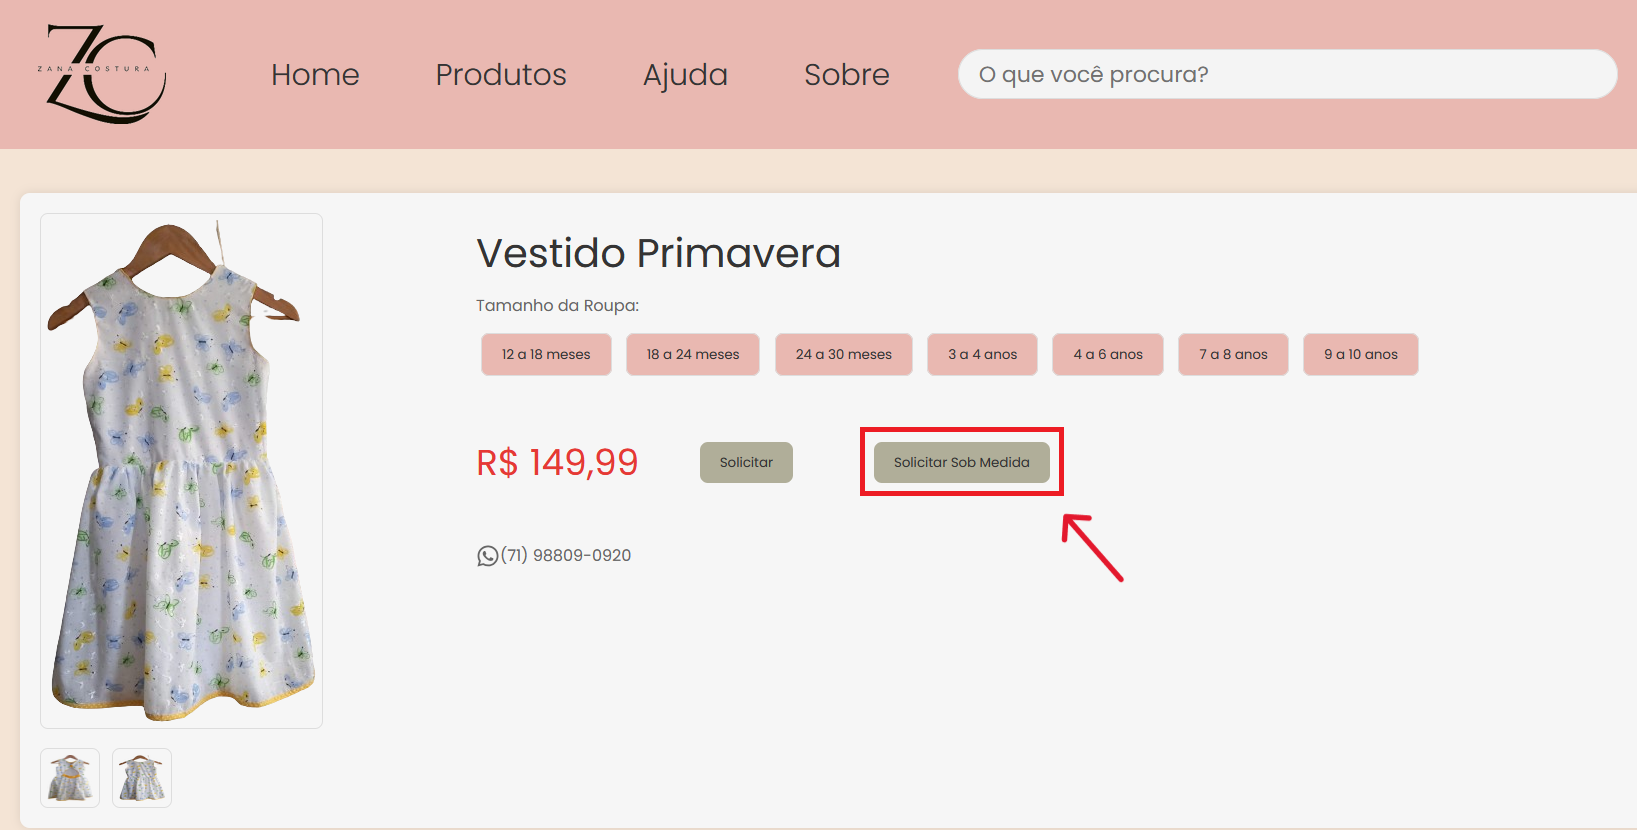 ZANA COSTURA
Home
Produtos
Ajuda
Sobre
O que você procura?
Vestido Primavera
Tamanho da Roupa:
12 a 18 meses
18 a 24 meses
24 a 30 meses
3 a 4 anos
4 a 6 anos
7 a 8 anos
9 a 10 anos
R$ 149,99
Solicitar
Solicitar Sob Medida
(71) 98809-0920